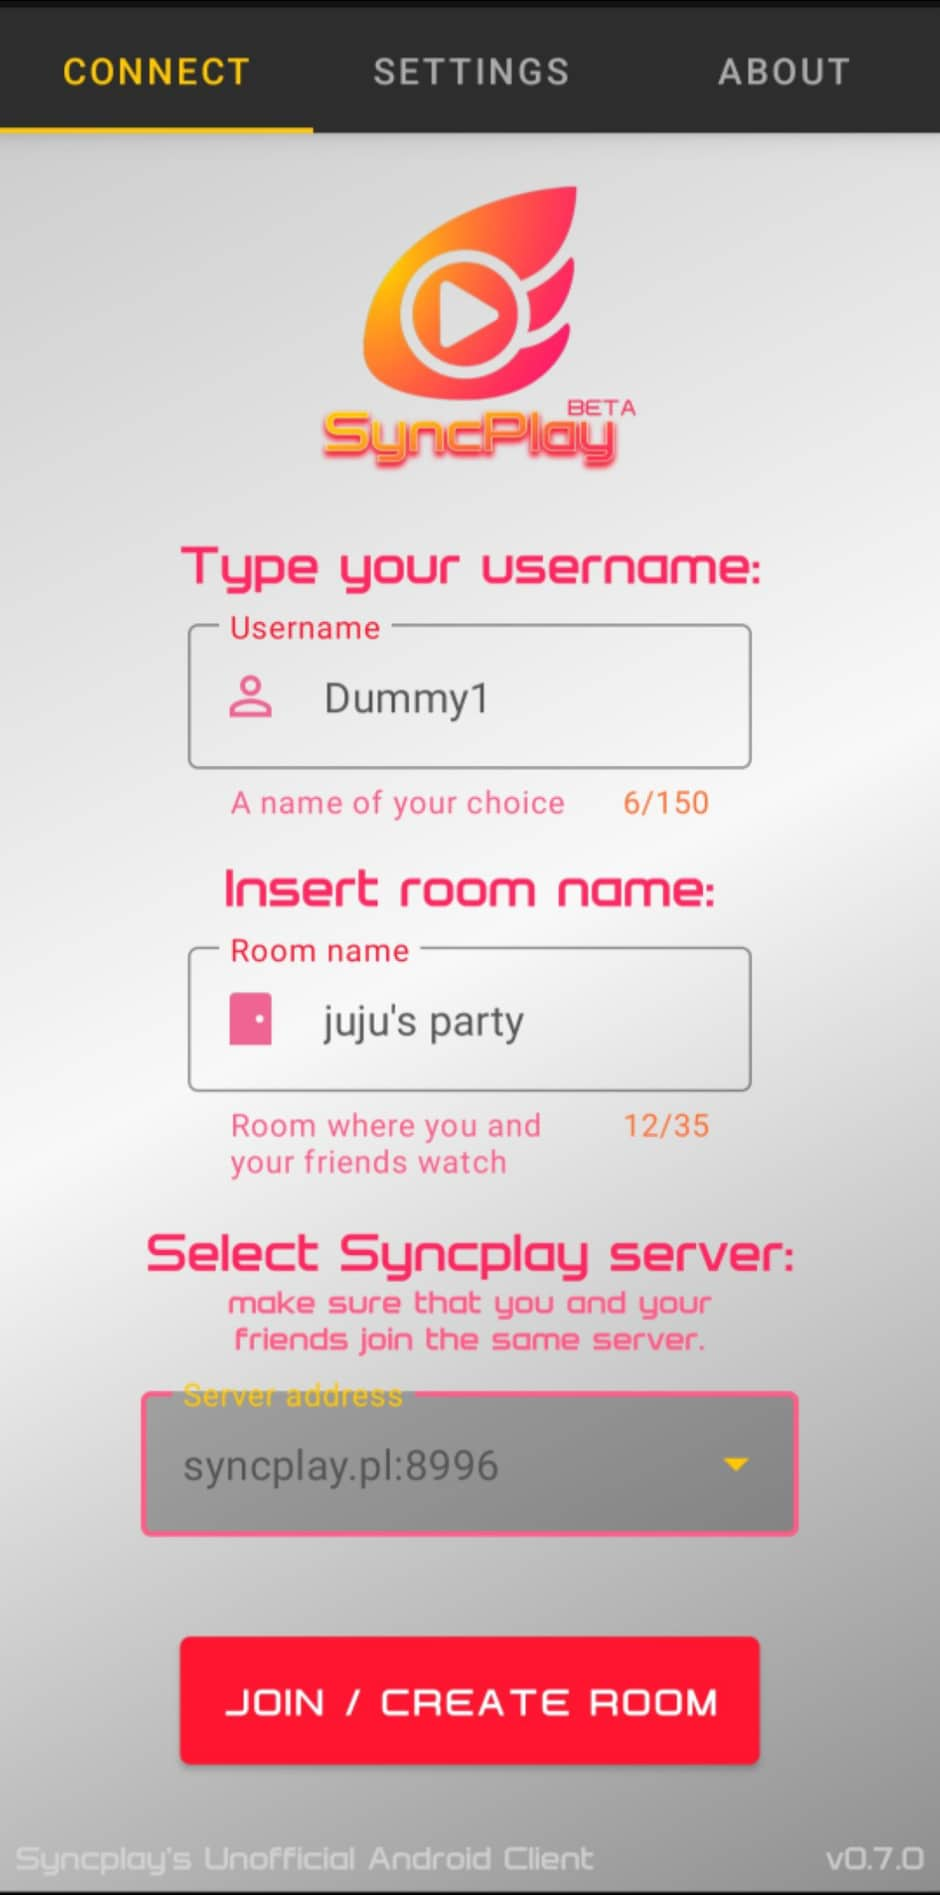 CONNECT SETTINGS ABOUT
BETA
SyncPlay
Type your username:
Username
Dummy1
A name of your choice 6/150
Insert room name:
Room name
juju's party
Room where you and 12/35
your friends watch
Select Syncplay server:
make sure that you and your
friends join the same server.
Server address
syncplay.pl:8996
JOIN / CREATE ROOM
Syncplay's Unofficial Android Client v0.7.0